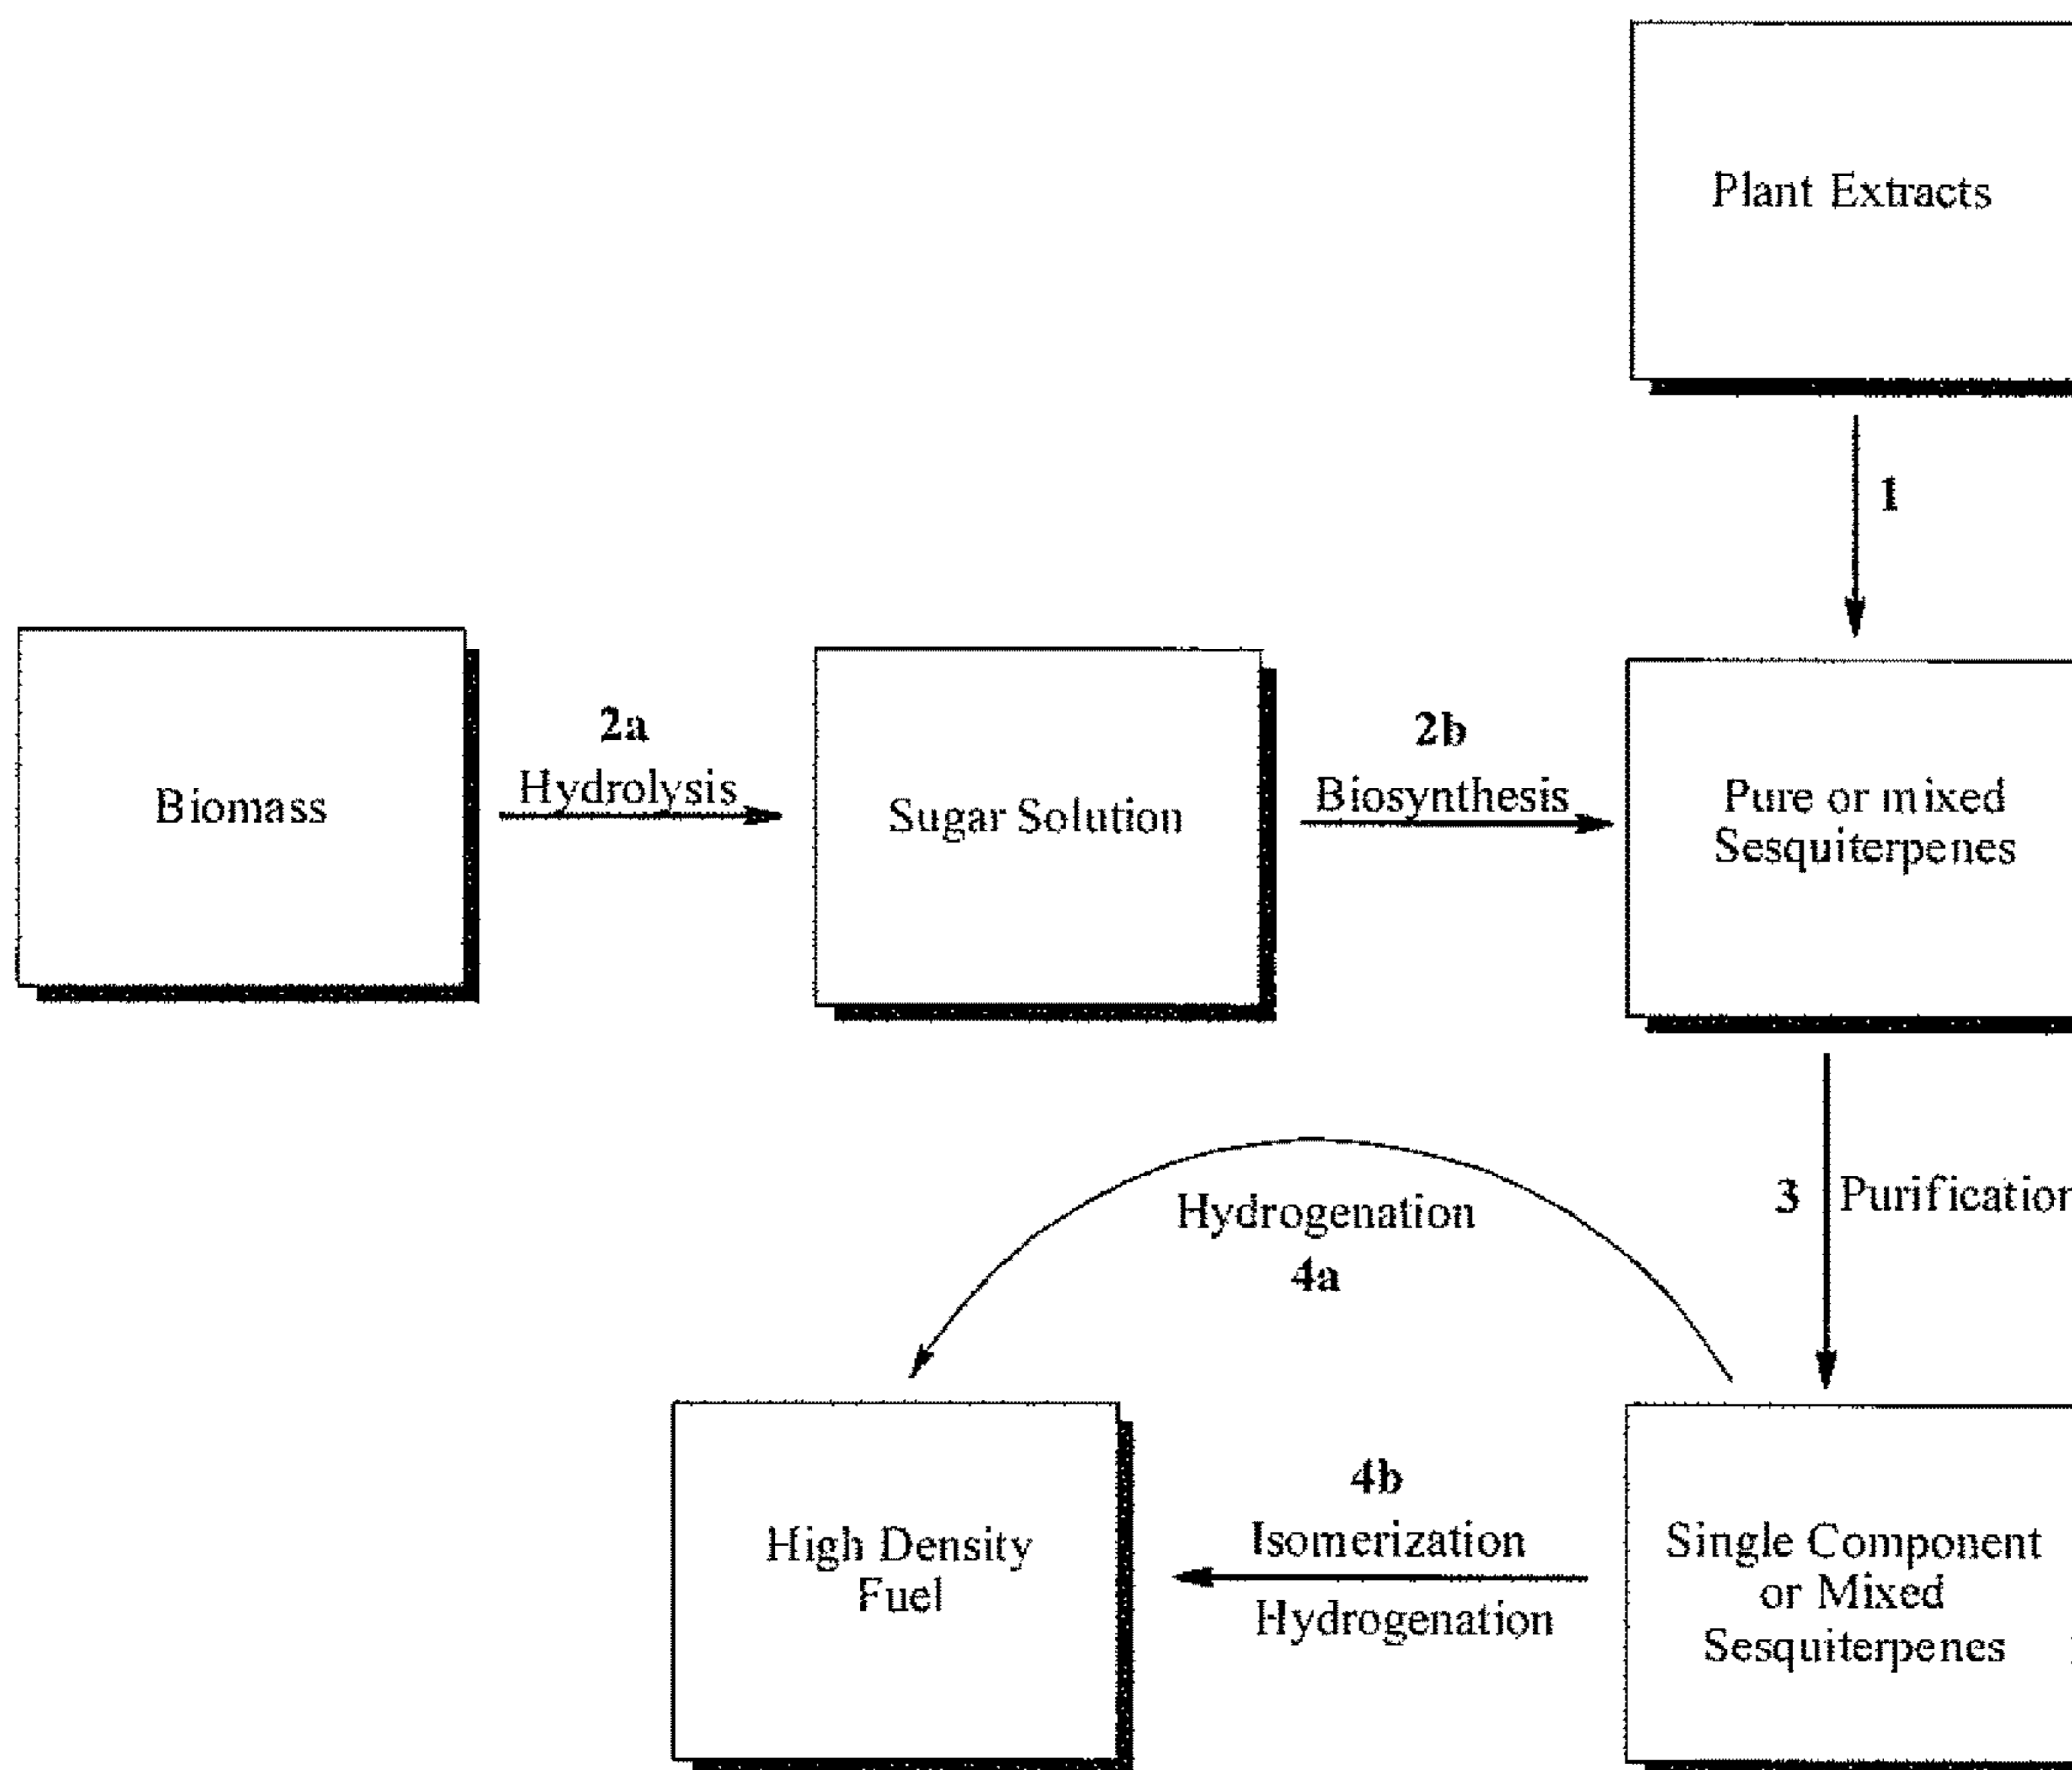 Plant Extracts
1
Biomass
2a
Hydrolysis
Sugar Solution
2b
Biosynthesis
Pure or mixed
Sesquiterpenes
3
Purification
Hydrogenation
4a
High Density
Fuel
4b
Isomerization
Hydrogenation
Single Component
or Mixed
Sesquiterpenes